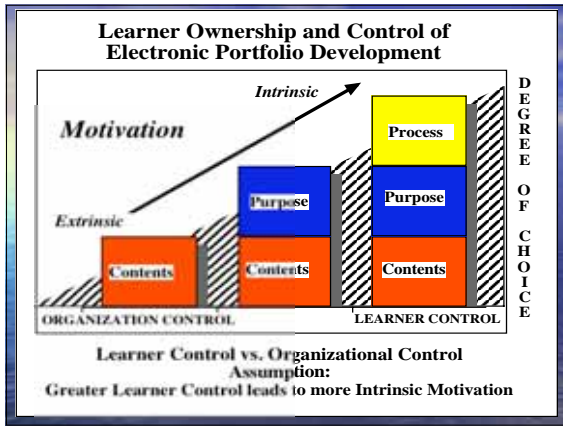 Learner Ownership and Control of
Electronic Portfolio Development
Intrinsic
Motivation
Process
Purpose
Purpose
Extrinsic
Contents
Contents
Contents
ORGANIZATION CONTROL
LEARNER CONTROL
DEGREE OF CHOICE
Learner Control vs. Organizational Control
Assumption:
Greater Learner Control leads to more Intrinsic Motivation